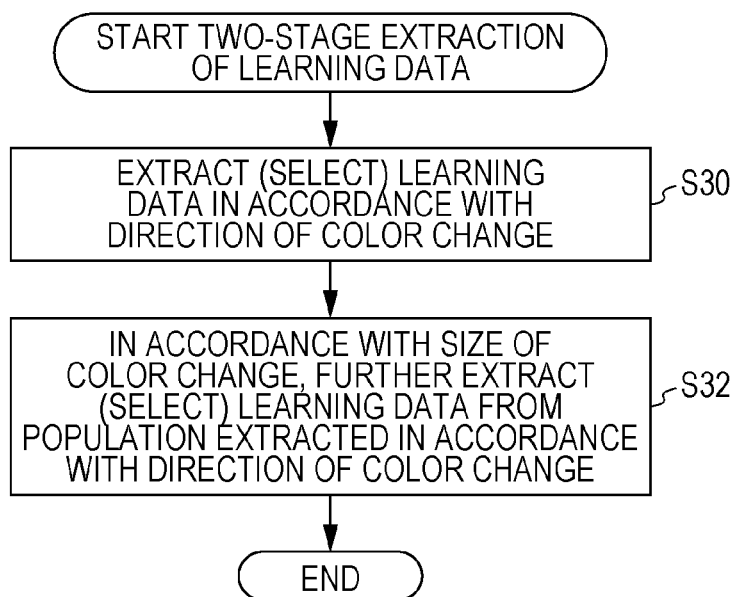 START TWO-STAGE EXTRACTION
OF LEARNING DATA
EXTRACT (SELECT) LEARNING
DATA IN ACCORDANCE WITH
DIRECTION OF COLOR CHANGE
S30
IN ACCORDANCE WITH SIZE OF
COLOR CHANGE, FURTHER EXTRACT
(SELECT) LEARNING DATA FROM
POPULATION EXTRACTED IN ACCORDANCE
WITH DIRECTION OF COLOR CHANGE
S32
END